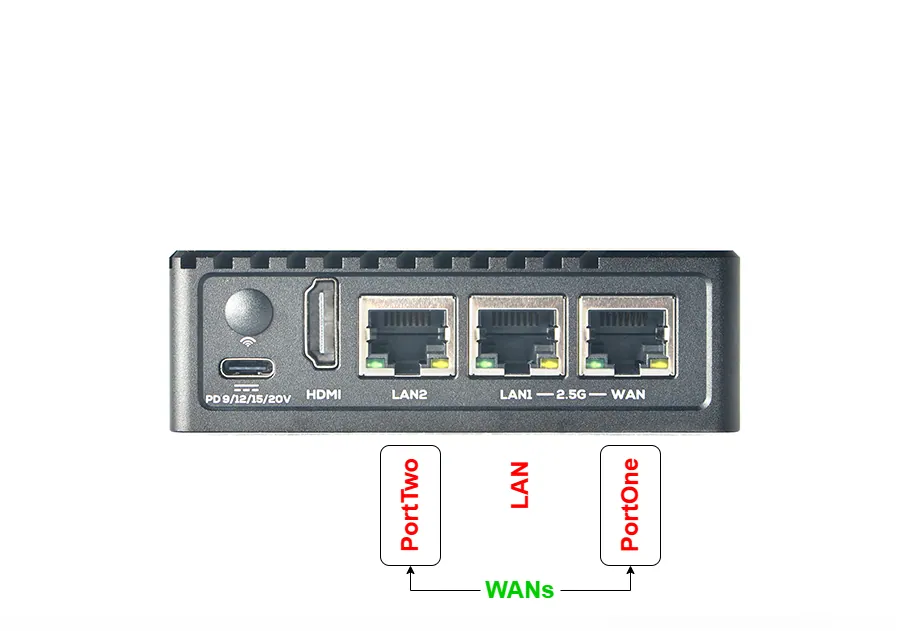 PD 9/12/15/20V
HDMI
LAN2
LAN1 — 2.5G — WAN
PortTwo
LAN
PortOne
WANs